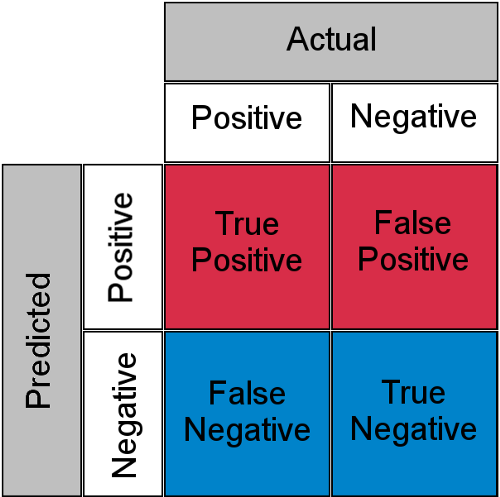 Actual
Positive
Negative
Predicted
Positive
True
Positive
False
Positive
Negative
False
Negative
True
Negative